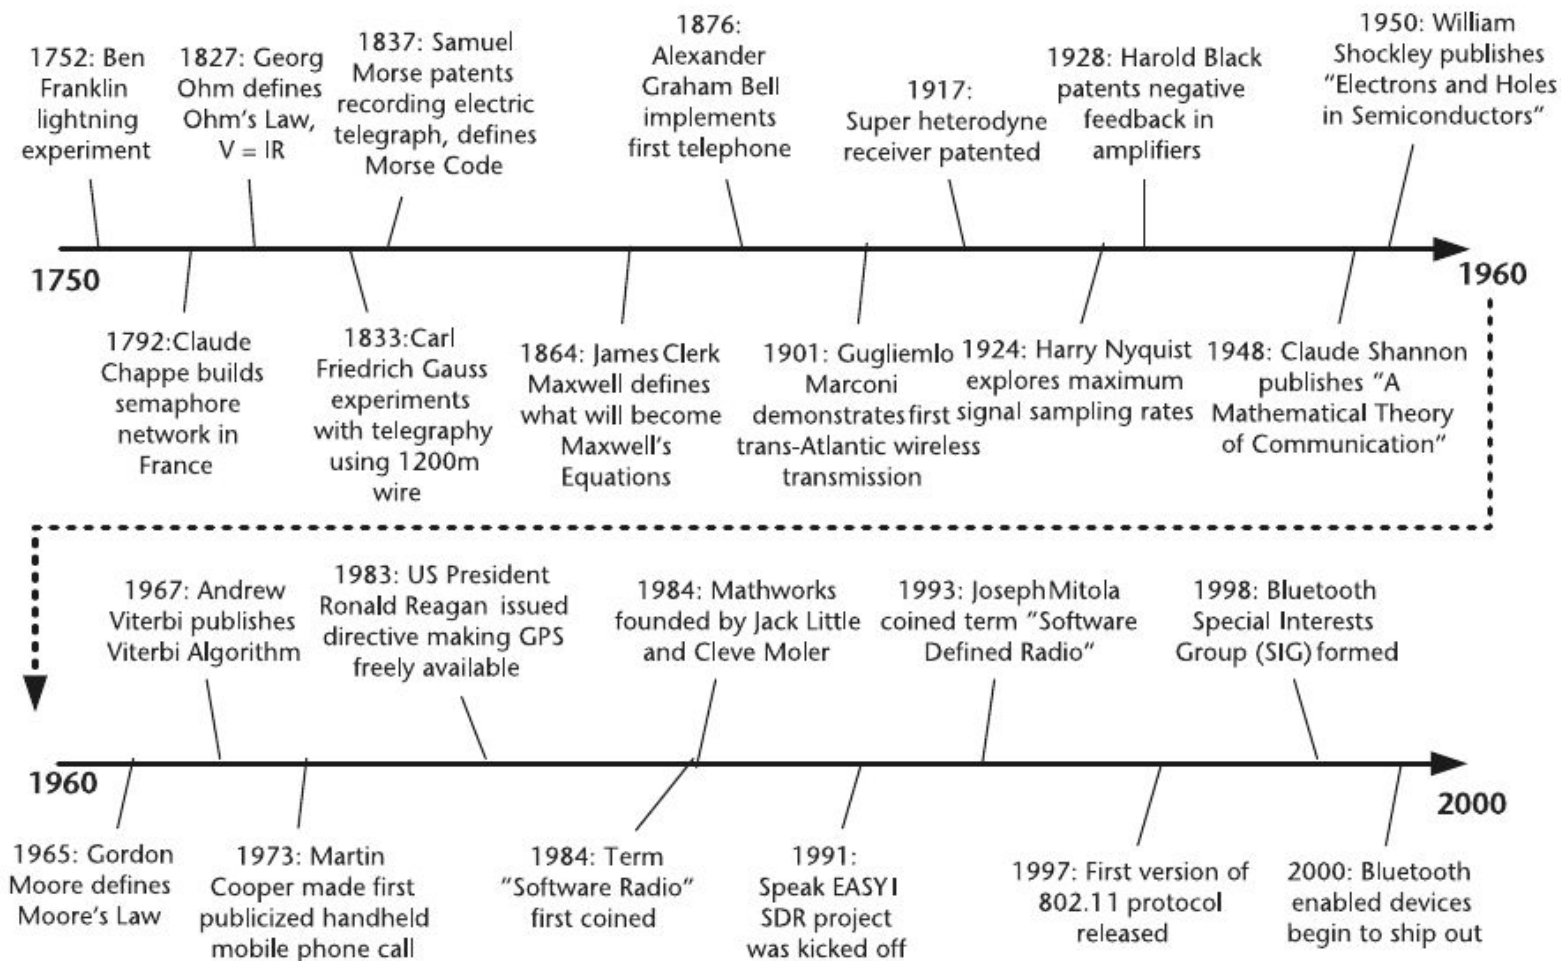 1752: Ben
Franklin
lightning
experiment
1827: Georg
Ohm defines
Ohm's Law,
V = IR
1837: Samuel
Morse patents
recording electric
telegraph, defines
Morse Code
1876:
Alexander
Graham Bell
implements
first telephone
1917:
Super heterodyne
receiver patented
1928: Harold Black
patents negative
feedback in
amplifiers
1950: William
Shockley publishes
"Electrons and Holes
in Semiconductors"
1750
1960
1792:Claude
Chappe builds
semaphore
network in
France
1833:Carl
Friedrich Gauss
experiments
with telegraphy
using 1200m
wire
1864: James Clerk
Maxwell defines
what will become
Maxwell's
Equations
1901: Gugliemlo
Marconi
demonstrates first
trans-Atlantic wireless
transmission
1924: Harry Nyquist
explores maximum
signal sampling rates
1948: Claude Shannon
publishes "A
Mathematical Theory
of Communication"
1967: Andrew
Viterbi publishes
Viterbi Algorithm
1983: US President
Ronald Reagan issued
directive making GPS
freely available
1984: Mathworks
founded by Jack Little
and Cleve Moler
1993: Joseph Mitola
coined term "Software
Defined Radio"
1998: Bluetooth
Special Interests
Group (SIG) formed
1960
2000
1965: Gordon
Moore defines
Moore's Law
1973: Martin
Cooper made first
publicized handheld
mobile phone call
1984: Term
"Software Radio"
first coined
1991:
Speak EASY I
SDR project
was kicked off
1997: First version of
802.11 protocol
released
2000: Bluetooth
enabled devices
begin to ship out